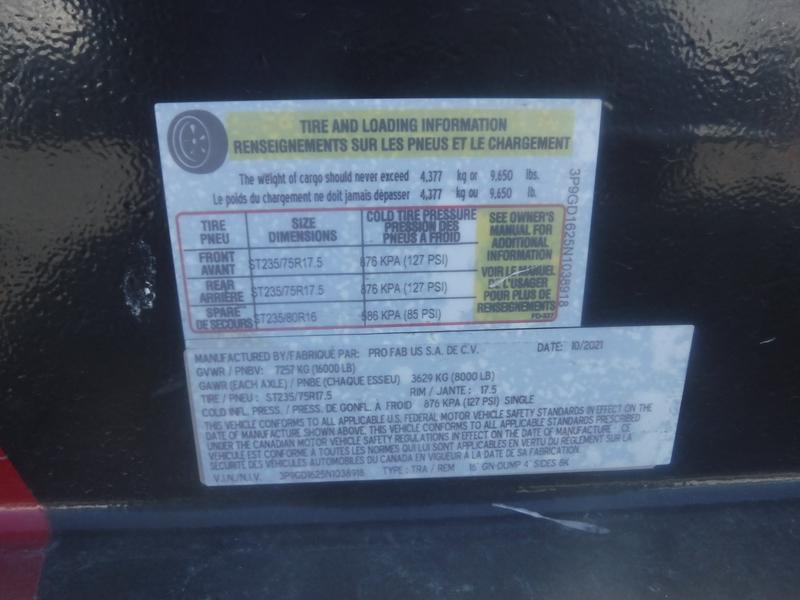 TIRE AND LOADING INFORMATION
RENSEIGNEMENTS SUR LES PNEUS ET LE CHARGEMENT
The weight of cargo should never exceed 4,377 kg or 9,650 lbs.
Le poids du chargement ne doit jamais dépasser 4,377 kg ou 9,650 lb.
TIRE PNEU
SIZE DIMENSIONS
COLD TIRE PRESSURE PRESSION DES PNEUS À FROID
FRONT AVANT ST235/75R17.5 876 KPA (127 PSI)
REAR ARRIÈRE ST235/75R17.5 876 KPA (127 PSI)
SPARE DE SECOURS ST235/80R16 586 KPA (85 PSI)
SEE OWNER'S
MANUAL FOR
ADDITIONAL
INFORMATION
VOIR LE MANUEL
DE L'USAGER
POUR PLUS DE
RENSEIGNEMENTS
3P9GD1625N1038918
MANUFACTURED BY/FABRIQUÉ PAR: PRO FAB US S.A. DE C.V. DATE: 10/2021
GVWR / PNBV: 7257 KG (16000 LB)
GAWR (EACH AXLE) / PNBE (CHAQUE ESSIEU) 3629 KG (8000 LB)
TIRE / PNEU : ST235/75R17.5 RIM / JANTE : 17.5
COLD INFL. PRESS. / PRESS. DE GONFL. A FROID 876 KPA (127 PSI) SINGLE
THIS VEHICLE CONFORMS TO ALL APPLICABLE U.S. FEDERAL MOTOR VEHICLE SAFETY STANDARDS IN EFFECT ON THE
DATE OF MANUFACTURE SHOWN ABOVE. THIS VEHICLE CONFORMS TO ALL APPLICABLE STANDARDS PRESCRIBED
UNDER THE CANADIAN MOTOR VEHICLE SAFETY REGULATIONS IN EFFECT ON THE DATE OF MANUFACTURE CE
VEHICULE EST CONFORME A TOUTES LES NORMES QUI LUI SONT APPLICABLES EN VERTU DU REGLEMENT SUR LA
SÉCURITÉ DES VÉHICULES AUTOMOBILES DU CANADA EN VIGUEUR À LA DATE DE SA FABRICATION.
V.I.N./N.I.V. 3P9GD1625N1038918 TYPE : TRA / REM 16' GN-DUMP 4' SIDES 8K